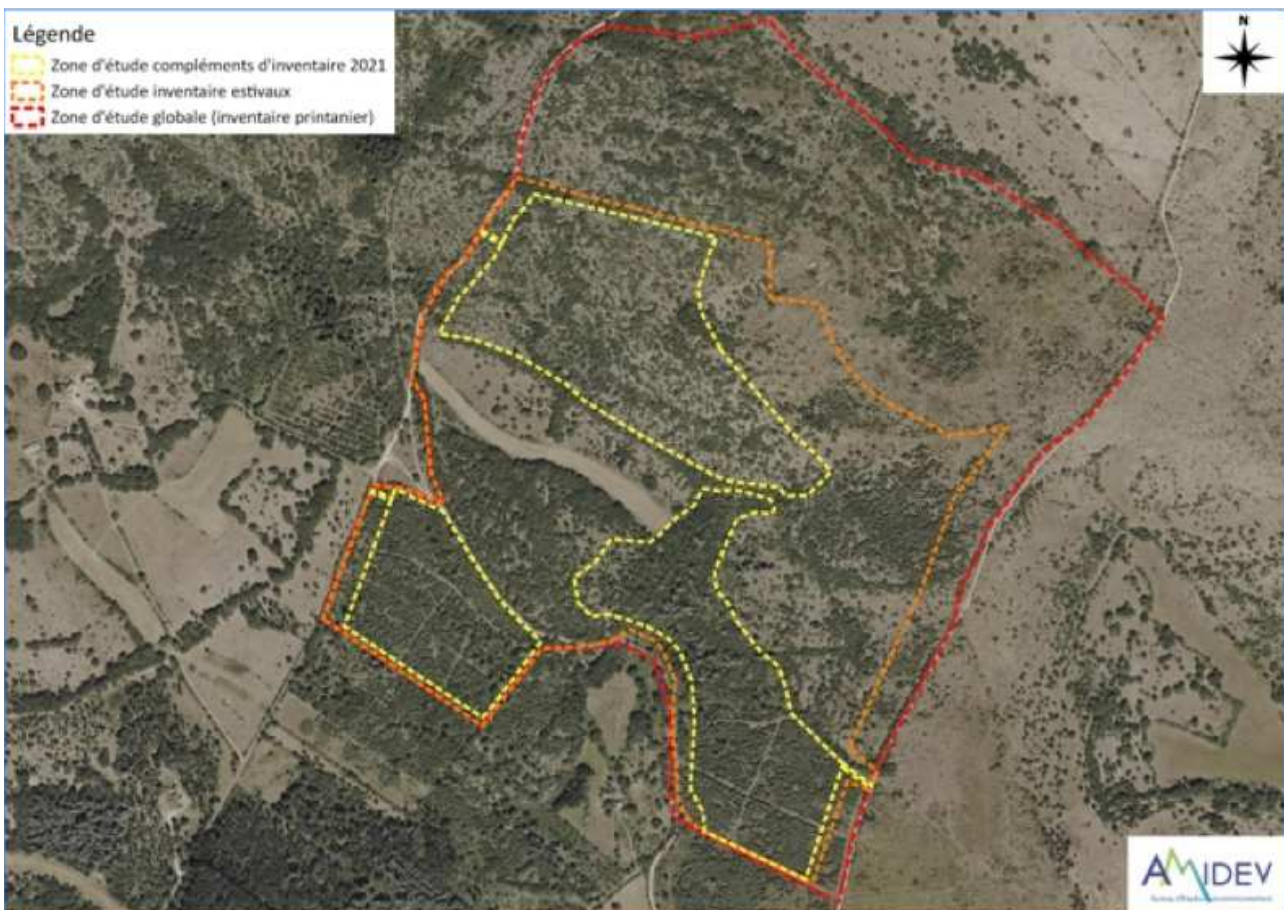 Légende
Zone d'étude compléments d'inventaire 2021
Zone d'étude inventaire estivaux
Zone d'étude globale (inventaire printanier)
N
AMIDEV